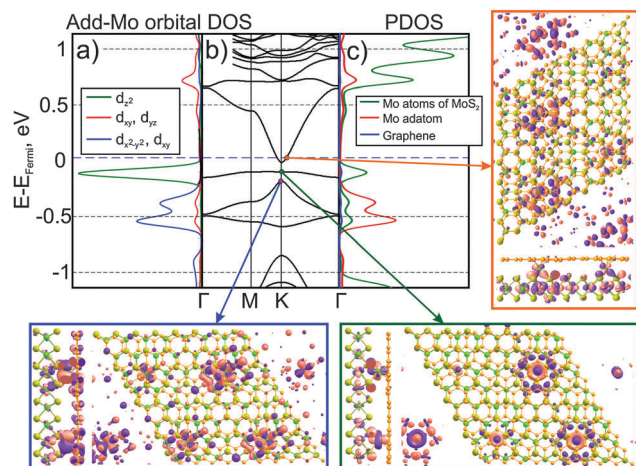 Add-Mo orbital DOS PDOS
a) b) c)
1
0.5
0
-0.5
-1
E-E_Fermi, eV
d_z²
d_xy, d_yz
d_x²-y², d_xy
Mo atoms of MoS₂
Mo adatom
Graphene
Γ M K Γ